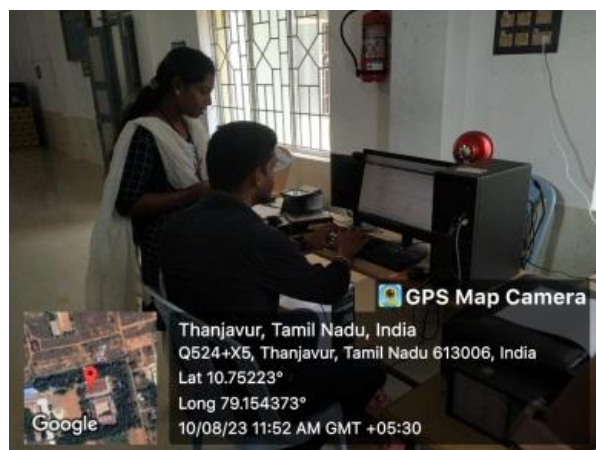 GPS Map Camera
Thanjavur, Tamil Nadu, India
Q524+X5, Thanjavur, Tamil Nadu 613006, India
Lat 10.75223°
Long 79.154373°
10/08/23 11:52 AM GMT +05:30
Google